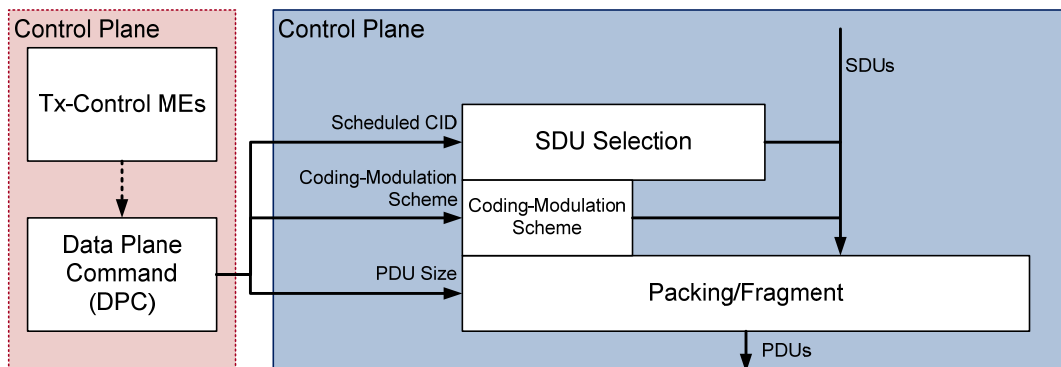 Control Plane
Tx-Control MEs
Data Plane
Command
(DPC)
Control Plane
SDUs
Scheduled CID
SDU Selection
Coding-Modulation
Scheme
Coding-Modulation
Scheme
PDU Size
Packing/Fragment
PDUs